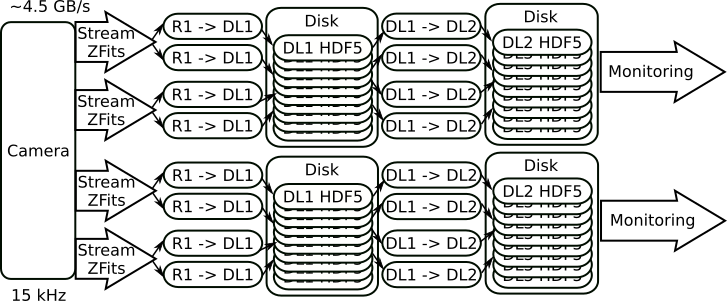 ~4.5 GB/s
Camera
15 kHz
Stream
ZFits
Stream
ZFits
Stream
ZFits
Stream
ZFits
R1 -> DL1
R1 -> DL1
R1 -> DL1
R1 -> DL1
R1 -> DL1
R1 -> DL1
R1 -> DL1
R1 -> DL1
Disk
DL1 HDF5
Disk
DL1 HDF5
DL1 -> DL2
DL1 -> DL2
DL1 -> DL2
DL1 -> DL2
DL1 -> DL2
DL1 -> DL2
DL1 -> DL2
DL1 -> DL2
Disk
DL2 HDF5
Disk
DL2 HDF5
Monitoring
Monitoring